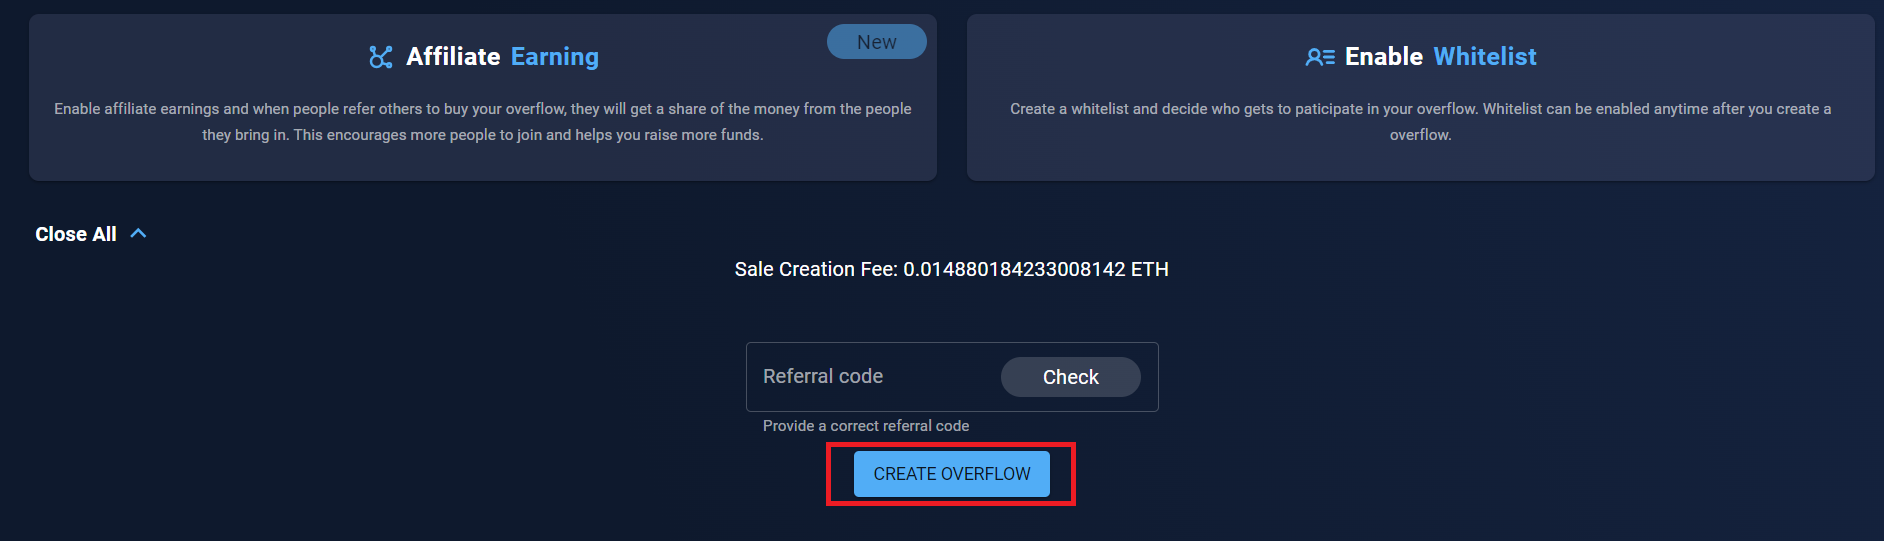 Affiliate Earning
New
Enable affiliate earnings and when people refer others to buy your overflow, they will get a share of the money from the people
they bring in. This encourages more people to join and helps you raise more funds.
Enable Whitelist
Create a whitelist and decide who gets to paticipate in your overflow. Whitelist can be enabled anytime after you create a
overflow.
Close All
Sale Creation Fee: 0.014880184233008142 ETH
Referral code
Check
Provide a correct referral code
CREATE OVERFLOW